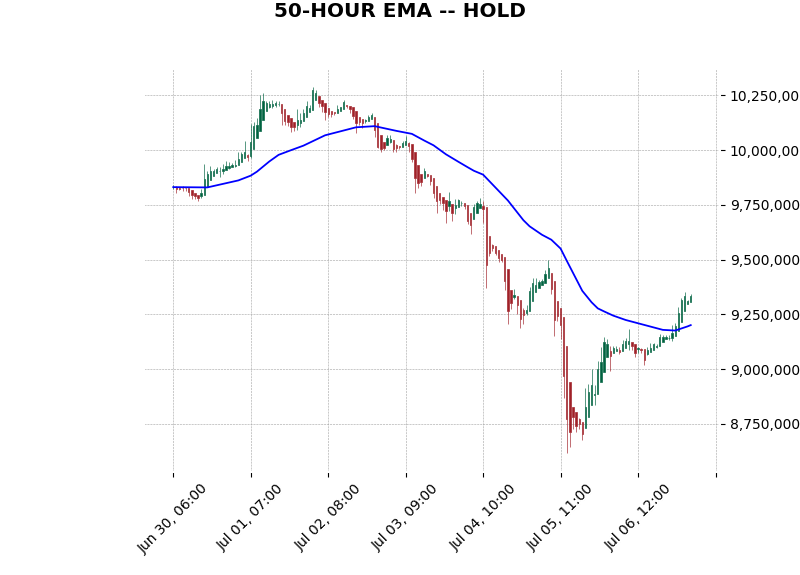 50-HOUR EMA -- HOLD
10,250,00
10,000,00
9,750,000
9,500,000
9,250,000
9,000,000
8,750,000
Jun 30, 06:00
Jul 01, 07:00
Jul 02, 08:00
Jul 03, 09:00
Jul 04, 10:00
Jul 05, 11:00
Jul 06, 12:00